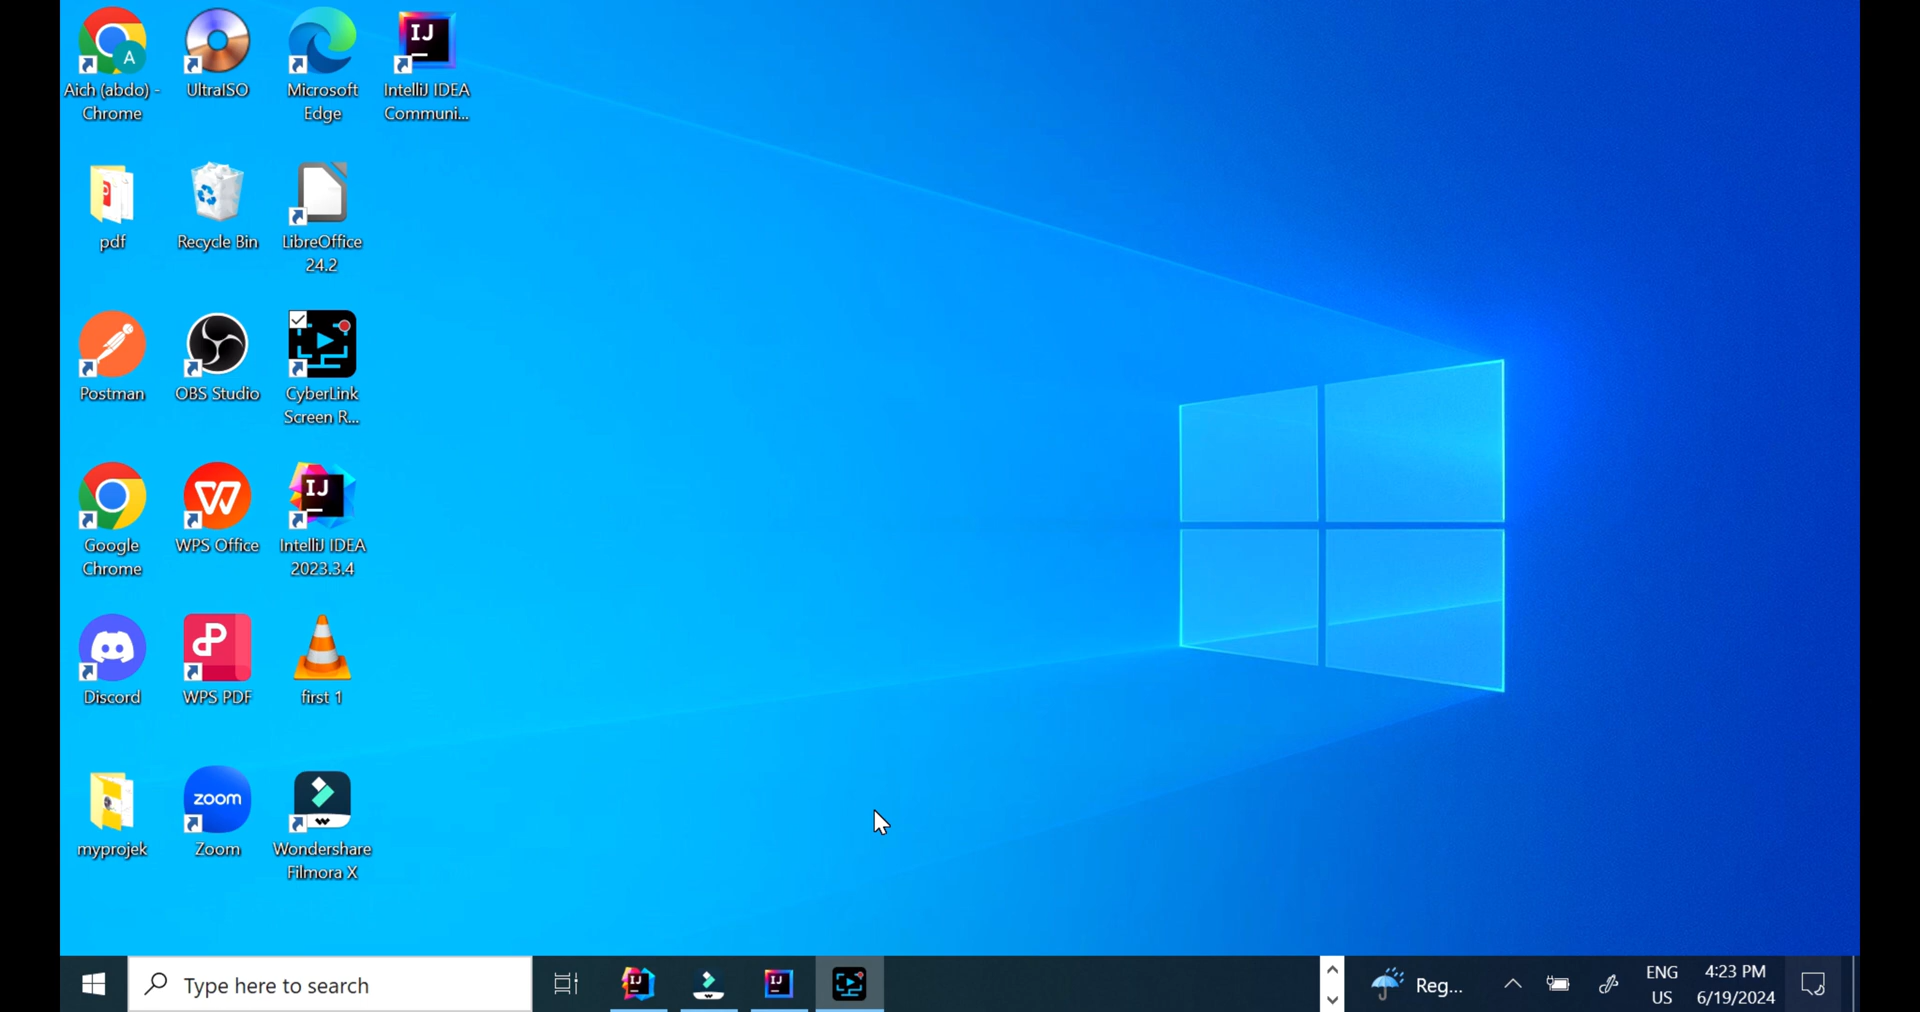 Aich (abdo) -
Chrome
UltraISO
Microsoft
Edge
IJ
IntelliJ IDEA
Communi...
A
pdf
Recycle Bin
LibreOffice
24.2
Postman
OBS Studio
CyberLink
Screen R...
Google
Chrome
WPS Office
IJ
IntelliJ IDEA
2023.3.4
Discord
WPS PDF
first 1
myprojek
zoom
Zoom
Wondershare
Filmora X
Type here to search
IJ
IJ
Reg...
ENG
US
4:23 PM
6/19/2024